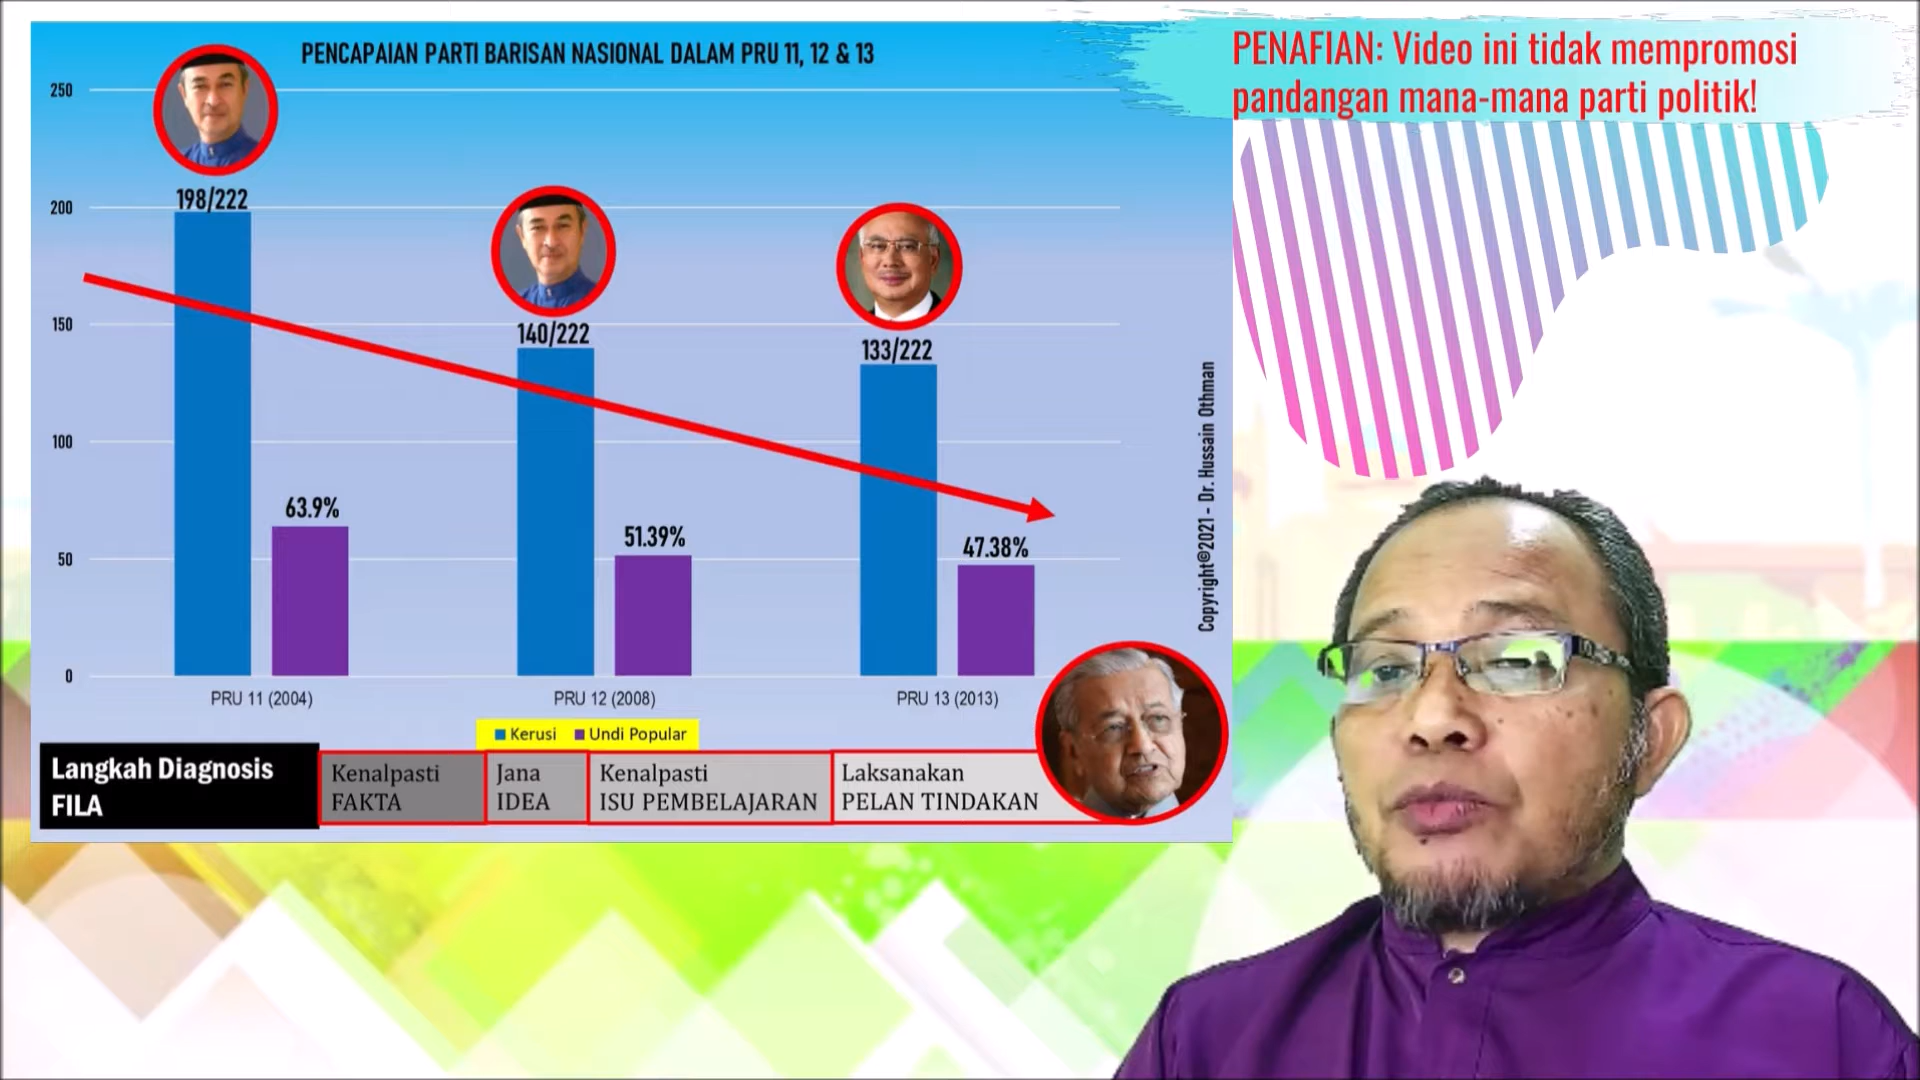 PENCAPAIAN PARTI BARISAN NASIONAL DALAM PRU 11, 12 & 13
PENAFIAN: Video ini tidak mempromosi
pandangan mana-mana parti politik!
250
200
150
100
50
0
198/222
63.9%
140/222
51.39%
133/222
47.38%
PRU 11 (2004)
PRU 12 (2008)
PRU 13 (2013)
Kerusi
Undi Popular
Copyright©2021 - Dr. Hussain Othman
Langkah Diagnosis
FILA
Kenalpasti
FAKTA
Jana
IDEA
Kenalpasti
ISU PEMBELAJARAN
Laksanakan
PELAN TINDAKAN